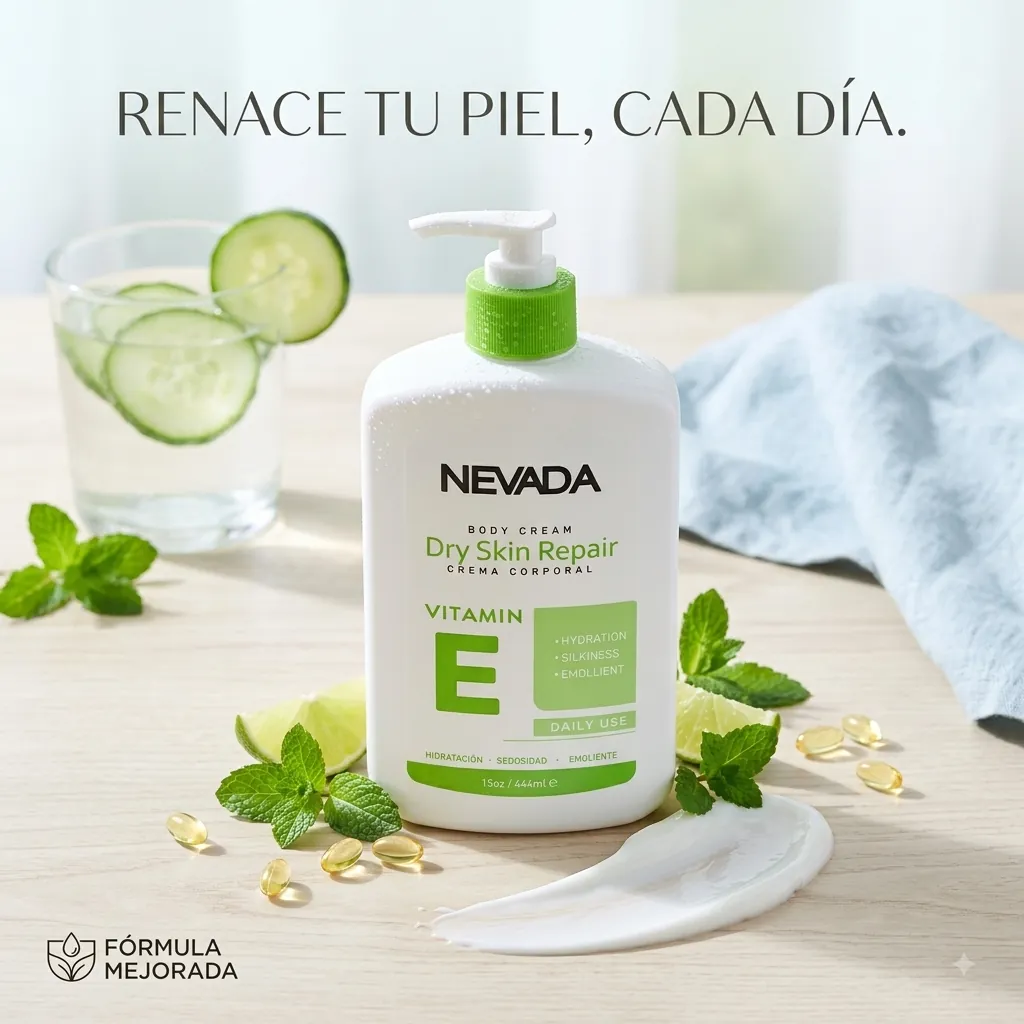 RENACE TU PIEL, CADA DÍA.
NEVADA
BODY CREAM
Dry Skin Repair
CREMA CORPORAL
VITAMIN
E
• HYDRATION
• SILKINESS
• EMOLLIENT
DAILY USE
HIDRATACIÓN · SEDOSIDAD · EMOLIENTE
15oz / 444ml ℮
FÓRMULA
MEJORADA